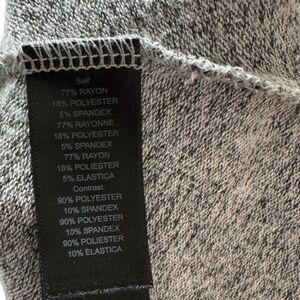 Self:
77% RAYON
18% POLYESTER
5% SPANDEX
77% RAYONNE
18% POLYESTER
5% SPANDEX
77% RAYON
18% POLIESTER
5% ELASTICA
Contrast:
90% POLYESTER
10% SPANDEX
90% POLYESTER
10% SPANDEX
90% POLIESTER
10% ELASTICA